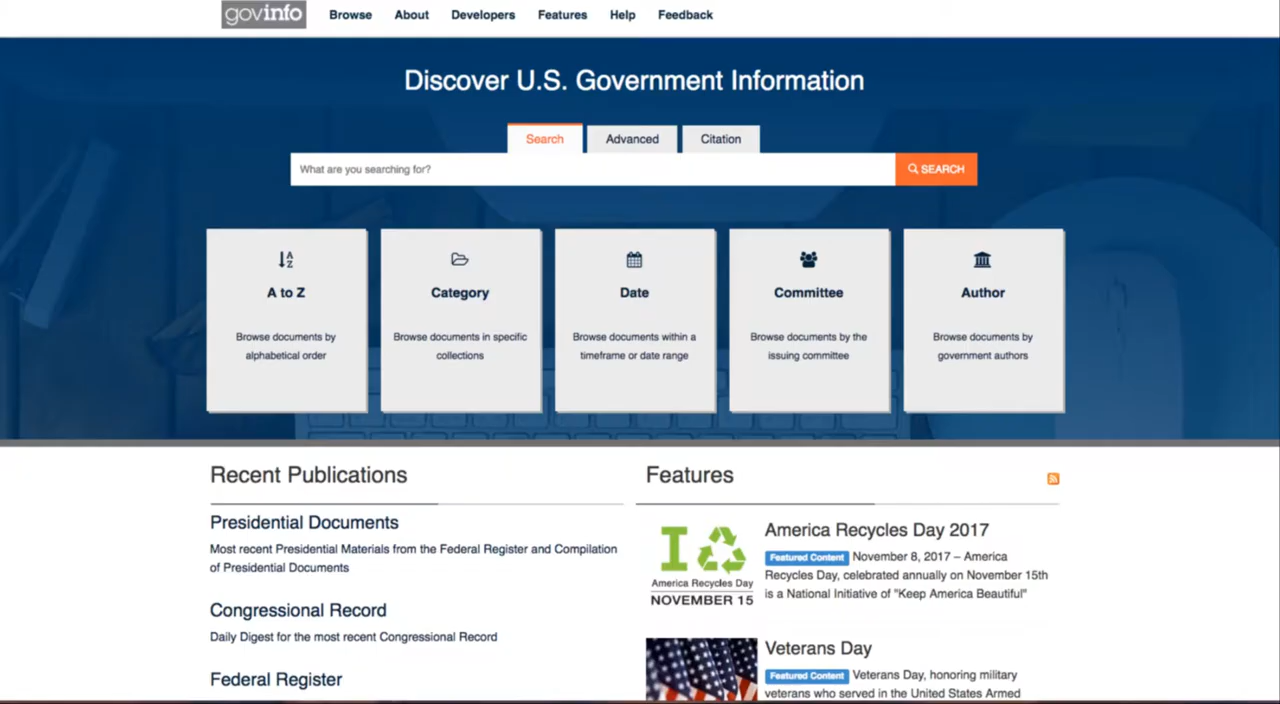 govinfo Browse About Developers Features Help Feedback
Discover U.S. Government Information
Search Advanced Citation
What are you searching for? SEARCH
A to Z
Browse documents by
alphabetical order
Category
Browse documents in specific
collections
Date
Browse documents within a
timeframe or date range
Committee
Browse documents by the
issuing committee
Author
Browse documents by
government authors
Recent Publications
Presidential Documents
Most recent Presidential Materials from the Federal Register and Compilation
of Presidential Documents
Congressional Record
Daily Digest for the most recent Congressional Record
Federal Register
Features
I
America Recycles Day
NOVEMBER 15
America Recycles Day 2017
Featured Content November 8, 2017 – America
Recycles Day, celebrated annually on November 15th
is a National Initiative of "Keep America Beautiful"
Veterans Day
Featured Content Veterans Day, honoring military
veterans who served in the United States Armed